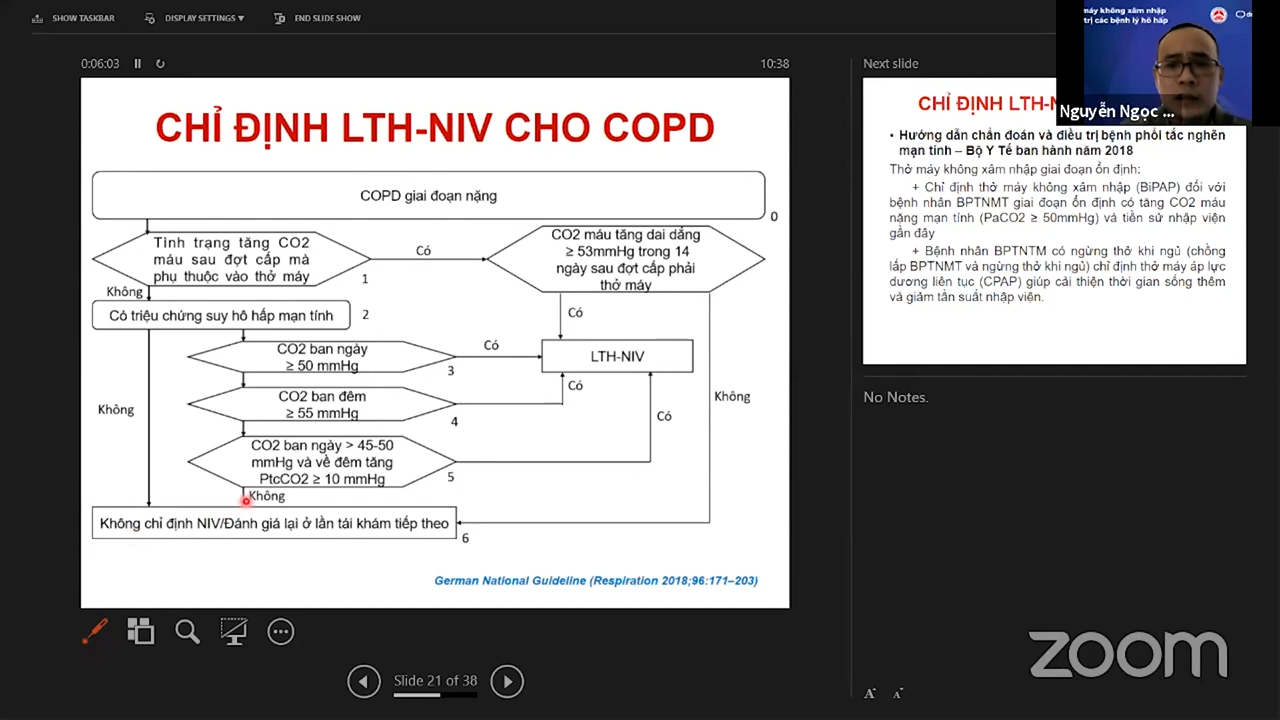 SHOW TASKBAR
DISPLAY SETTINGS ▼
END SLIDE SHOW
máy không xâm nhập
trị các bệnh lý hô hấp
Nguyễn Ngọc ...
0:06:03
10:38
CHỈ ĐỊNH LTH-NIV CHO COPD
COPD giai đoạn nặng
0
Tình trạng tăng CO2
máu sau đợt cấp mà
phụ thuộc vào thở máy
1
Có
CO2 máu tăng dai dẳng
≥ 53mmHg trong 14
ngày sau đợt cấp phải
thở máy
Không
Có triệu chứng suy hô hấp mạn tính
2
Có
CO2 ban ngày
≥ 50 mmHg
3
Có
LTH-NIV
CO2 ban đêm
≥ 55 mmHg
4
Có
Không
Không
CO2 ban ngày > 45-50
mmHg và về đêm tăng
PtcCO2 ≥ 10 mmHg
5
Có
Không
Không chỉ định NIV/Đánh giá lại ở lần tái khám tiếp theo
6
German National Guideline (Respiration 2018;96:171–203)
Slide 21 of 38
Next slide
CHỈ ĐỊNH LTH-N
• Hướng dẫn chẩn đoán và điều trị bệnh phổi tắc nghẽn
mạn tính – Bộ Y Tế ban hành năm 2018
Thở máy không xâm nhập giai đoạn ổn định:
+ Chỉ định thở máy không xâm nhập (BiPAP) đối với
bệnh nhân BPTNMT giai đoạn ổn định có tăng CO2 máu
nặng mạn tính (PaCO2 ≥ 50mmHg) và tiền sử nhập viện
gần đây
+ Bệnh nhân BPTNTM có ngừng thở khi ngủ (chồng
lấp BPTNMT và ngừng thở khi ngủ) chỉ định thở máy áp lực
dương liên tục (CPAP) giúp cải thiện thời gian sống thêm
và giảm tần suất nhập viện.
No Notes.
zoom
A A